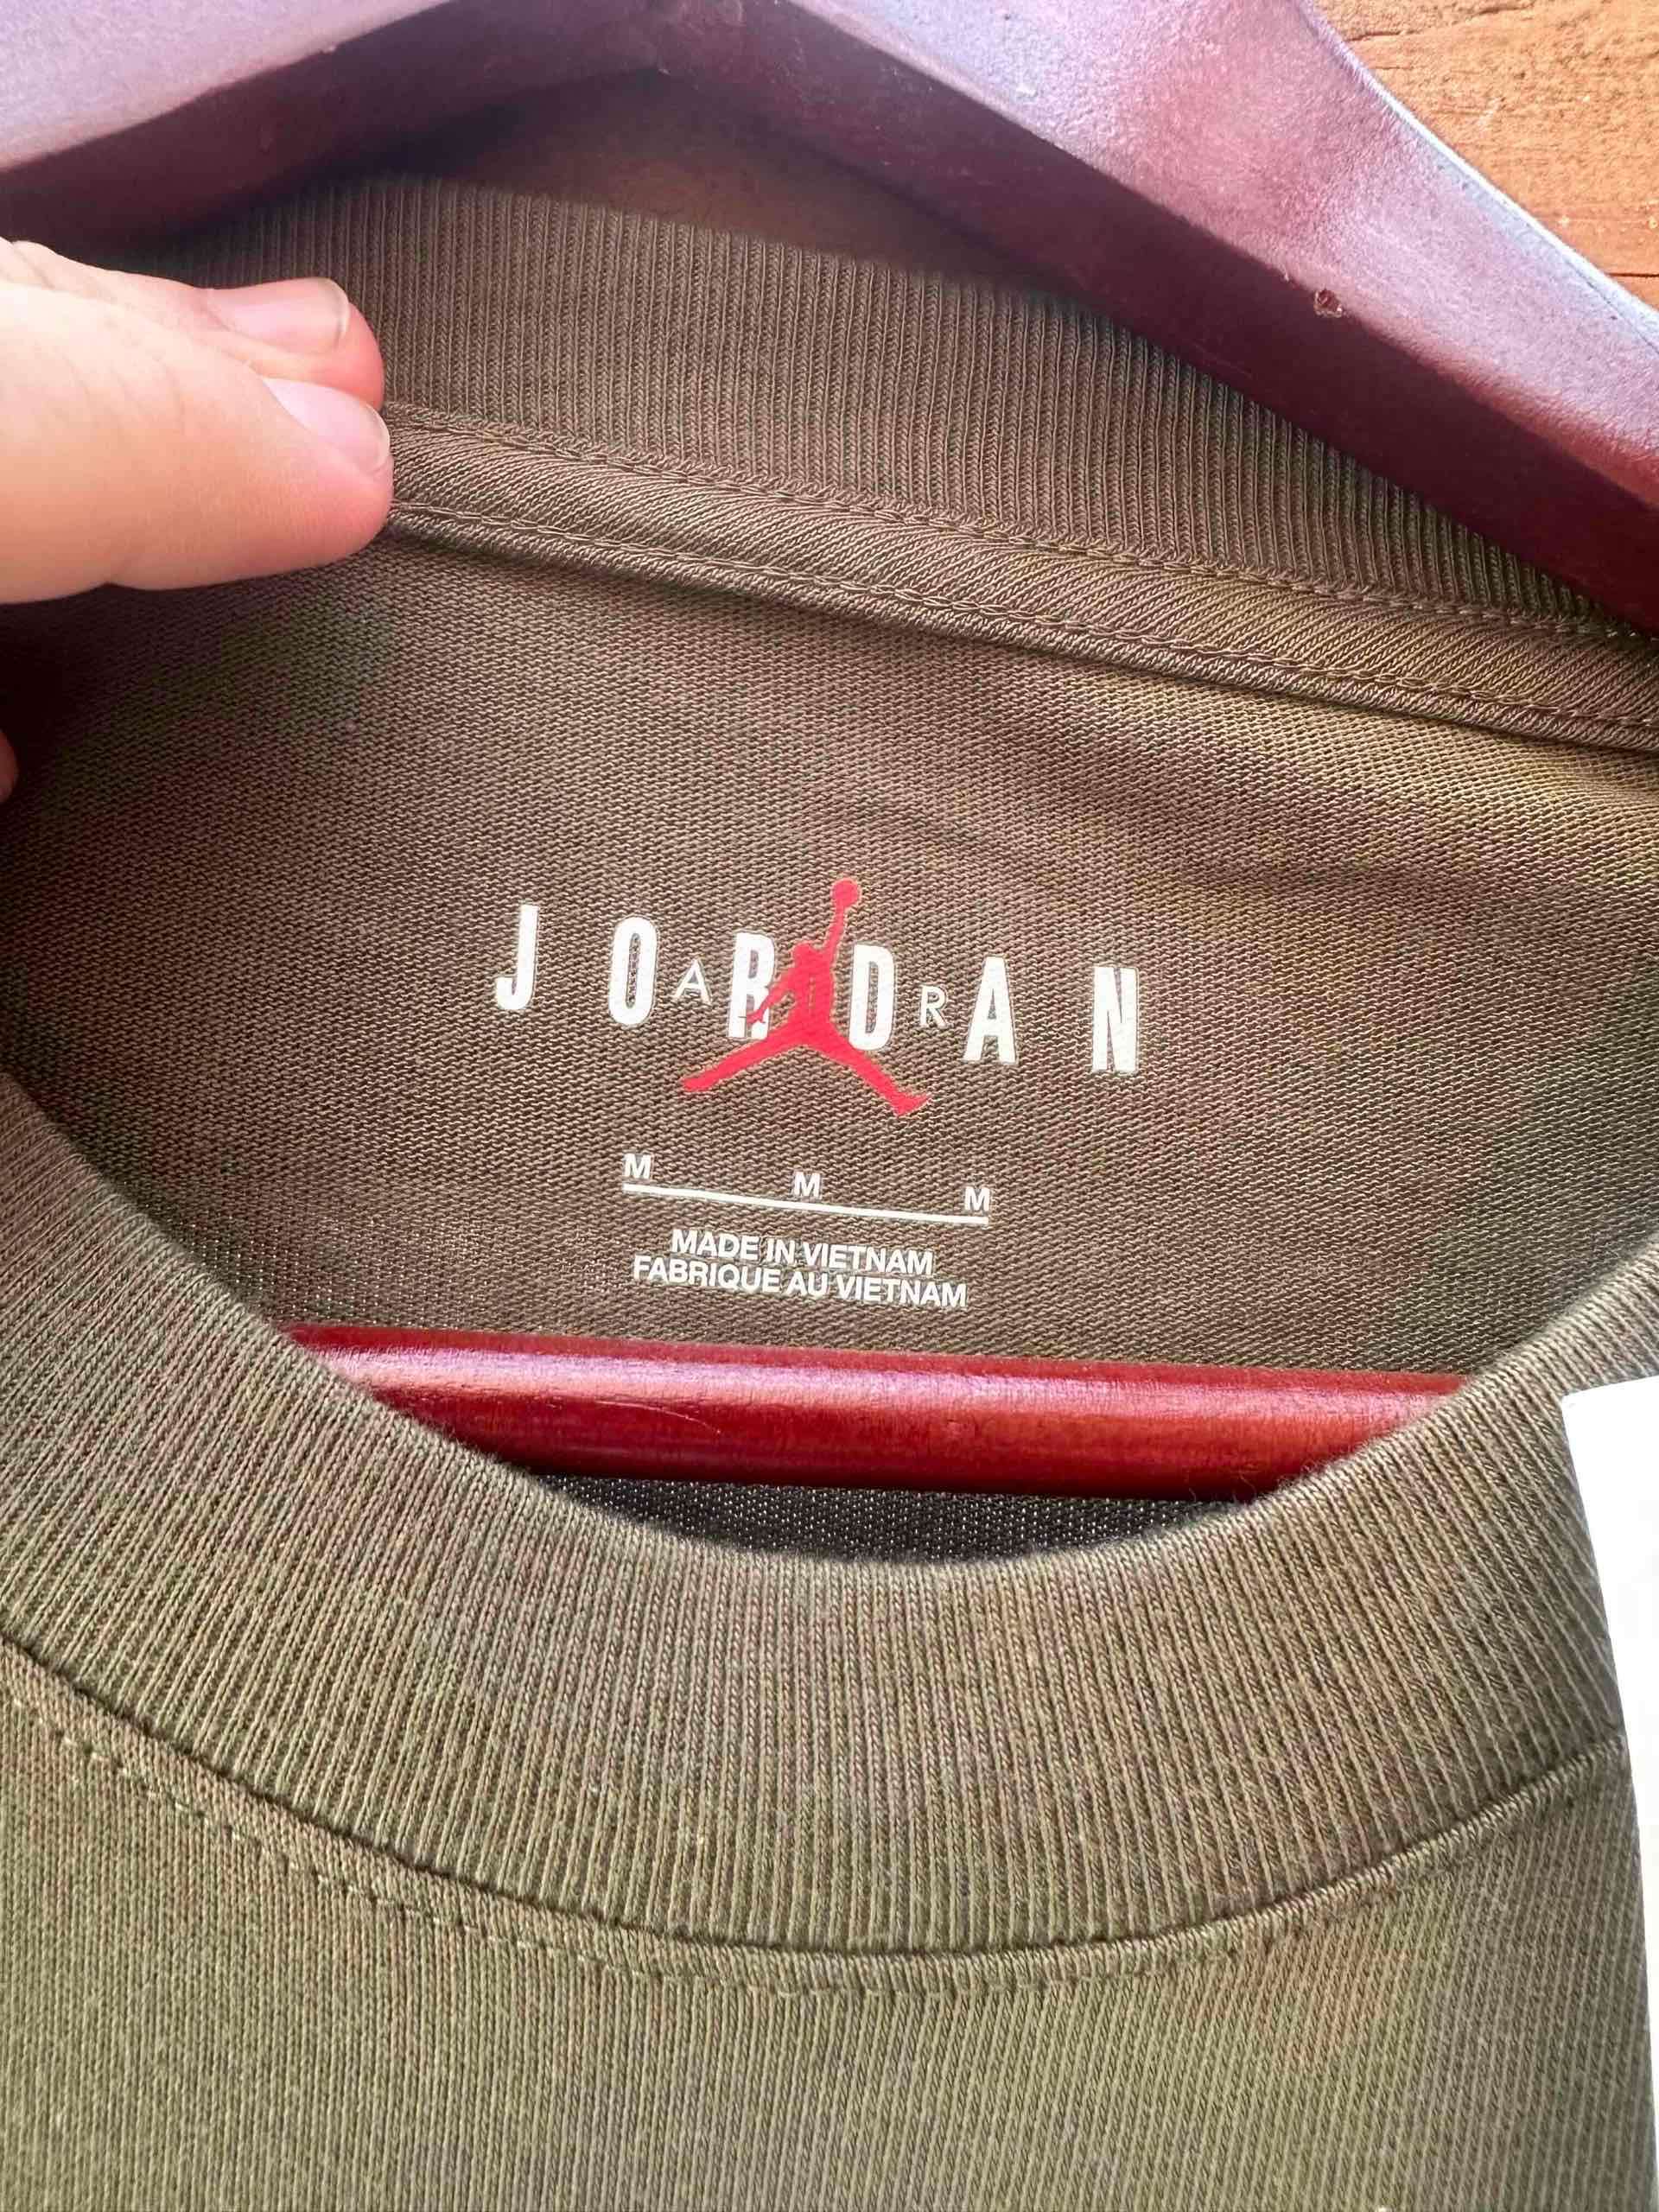 JORDAN
AIR
M M M
MADE IN VIETNAM
FABRIQUE AU VIETNAM